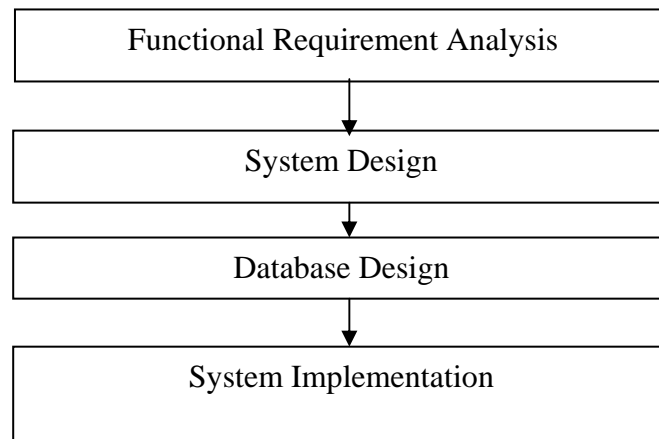 Functional Requirement Analysis
System Design
Database Design
System Implementation